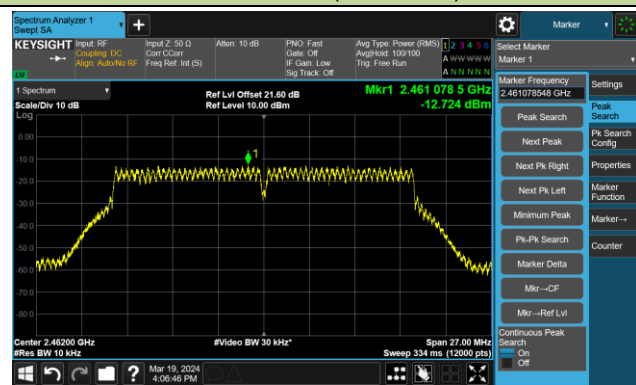 Spectrum Analyzer 1
Swept SA
+
Marker
KEYSIGHT
Input: RF
Coupling: DC
Align: Auto/No RF
Input Z: 50 Ω
Corr CCorr
Freq Ref: Int (S)
Atten: 10 dB
PNO: Fast
Gate: Off
IF Gain: Low
Sig Track: Off
Avg Type: Power (RMS)
Avg|Hold: 100/100
Trig: Free Run
1 2 3 4 5 6
A W W W W W
A N N N N N
LW
Select Marker
Marker 1
Marker Frequency
2.461078548 GHz
Settings
Peak Search
Next Peak
Next Pk Right
Next Pk Left
Minimum Peak
Pk-Pk Search
Marker Delta
Mkr→CF
Mkr→Ref Lvl
Continuous Peak
Search
On
Off
Peak
Search
Pk Search
Config
Properties
Marker
Function
Marker→
Counter
1 Spectrum
Scale/Div 10 dB
Log
Ref Lvl Offset 21.60 dB
Ref Level 10.00 dBm
Mkr1 2.461 078 5 GHz
-12.724 dBm
1
0.00
-10.0
-20.0
-30.0
-40.0
-50.0
-60.0
-70.0
-80.0
Center 2.46200 GHz
#Res BW 10 kHz
#Video BW 30 kHz*
Span 27.00 MHz
Sweep 334 ms (12000 pts)
?
Mar 19, 2024
4:06:46 PM